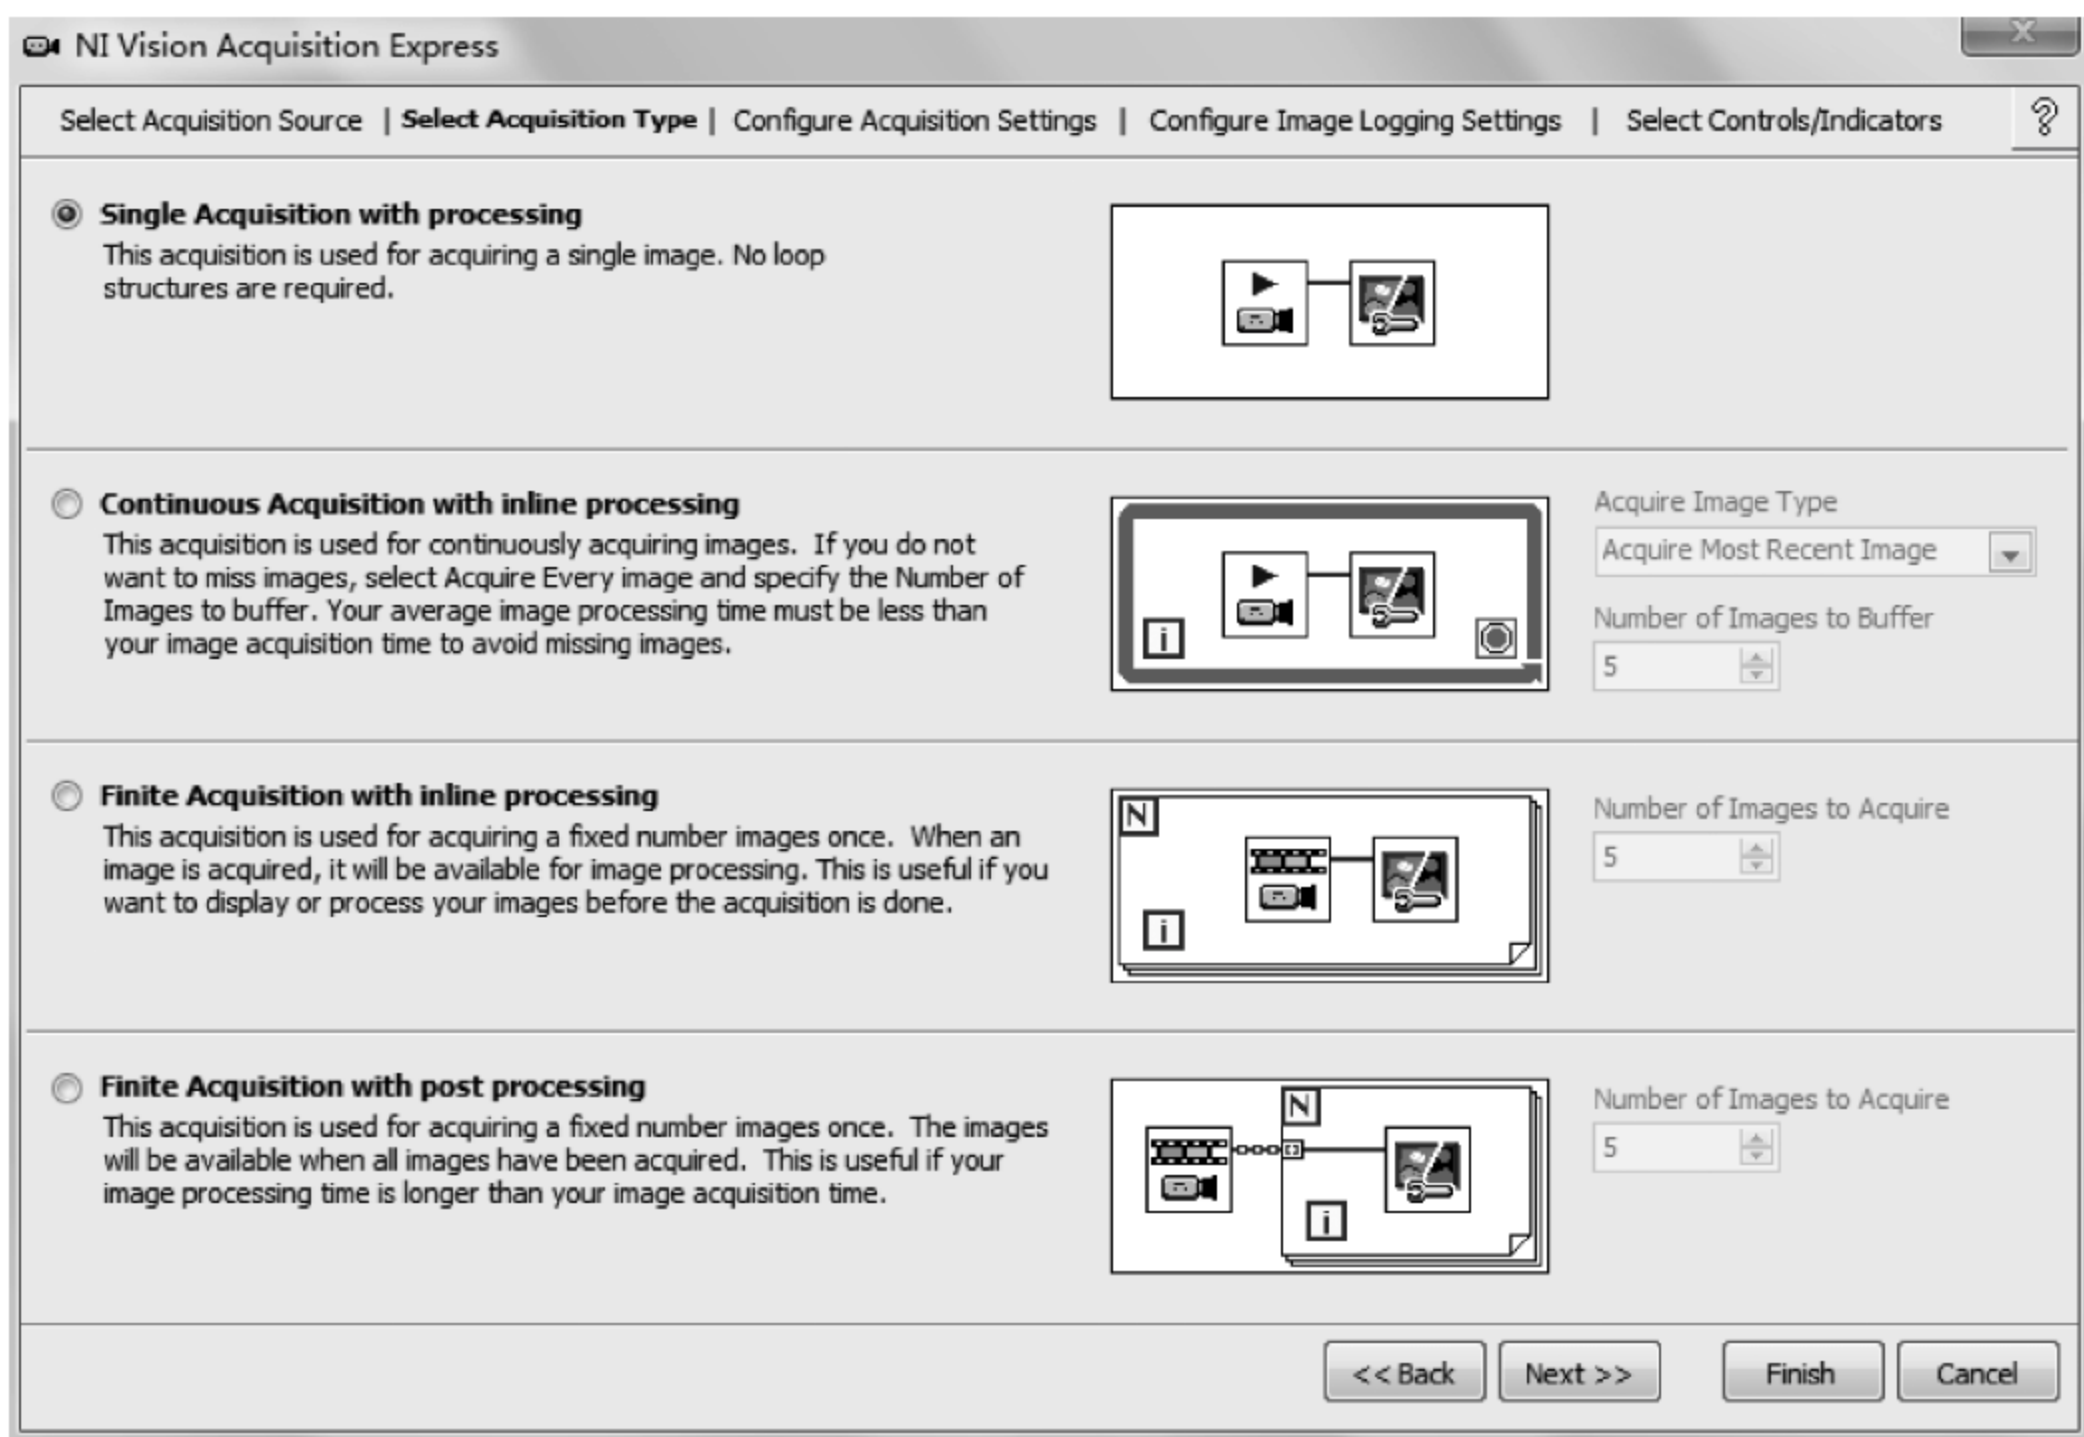 NI Vision Acquisition Express
X
Select Acquisition Source | Select Acquisition Type | Configure Acquisition Settings | Configure Image Logging Settings | Select Controls/Indicators ?
Single Acquisition with processing
This acquisition is used for acquiring a single image. No loop
structures are required.
Continuous Acquisition with inline processing
This acquisition is used for continuously acquiring images.  If you do not
want to miss images, select Acquire Every image and specify the Number of
Images to buffer. Your average image processing time must be less than
your image acquisition time to avoid missing images.
i
Acquire Image Type
Acquire Most Recent Image
Number of Images to Buffer
5
Finite Acquisition with inline processing
This acquisition is used for acquiring a fixed number images once.  When an
image is acquired, it will be available for image processing. This is useful if you
want to display or process your images before the acquisition is done.
N
i
Number of Images to Acquire
5
Finite Acquisition with post processing
This acquisition is used for acquiring a fixed number images once.  The images
will be available when all images have been acquired.  This is useful if your
image processing time is longer than your image acquisition time.
N
i
Number of Images to Acquire
5
<< Back
Next >>
Finish
Cancel